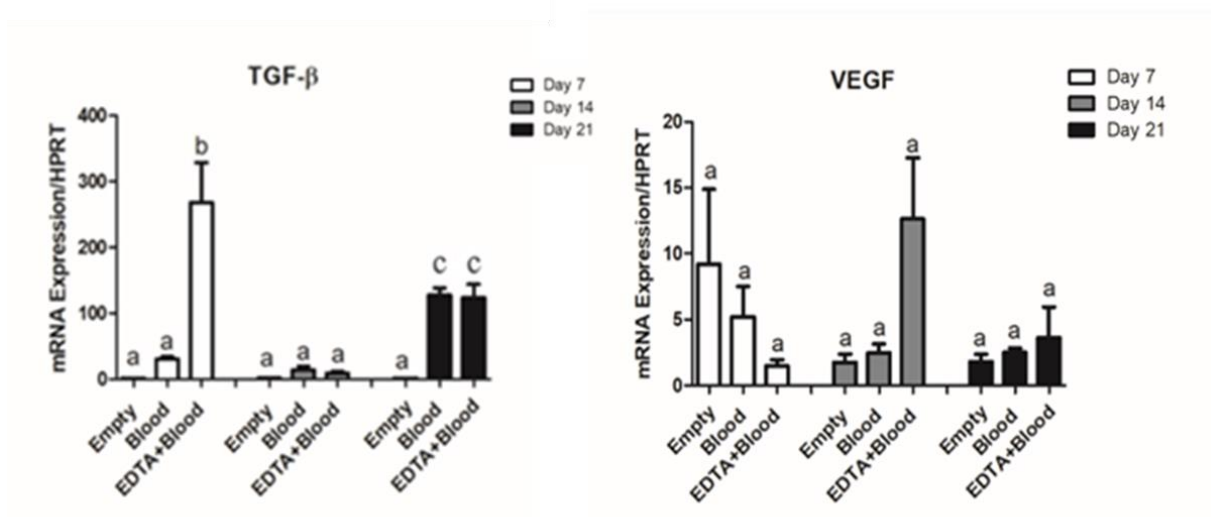 TGF-β
Day 7
Day 14
Day 21
mRNA Expression/HPRT
400
300
200
100
0
a
a
b
a
a
a
a
c
c
Empty
Blood
EDTA+Blood
Empty
Blood
EDTA+Blood
Empty
Blood
EDTA+Blood
VEGF
Day 7
Day 14
Day 21
mRNA Expression/HPRT
20
15
10
5
0
a
a
a
a
a
a
a
a
a
Empty
Blood
EDTA+Blood
Empty
Blood
EDTA+Blood
Empty
Blood
EDTA+Blood